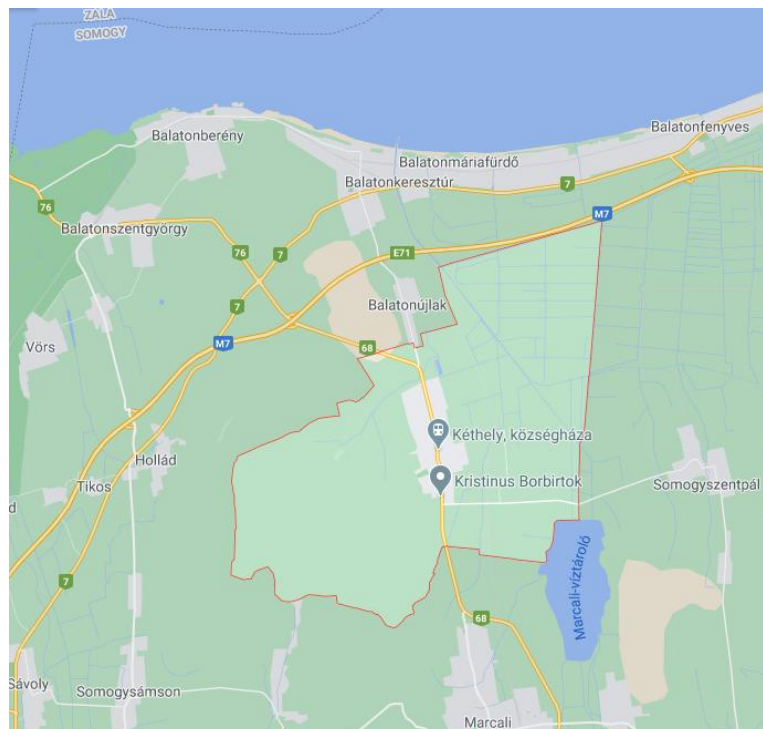 ZALA
SOMOGY
Balatonberény
Balatonfenyves
Balatonmáriafürdő
Balatonkeresztúr
7
76
Balatonszentgyörgy
M7
7
76
E71
7
Balatonújlak
Vörs
M7
68
Kéthely, községháza
Hollád
Kristinus Borbirtok
Somogyszentpál
Tikos
d
7
Marcali-víztároló
68
Sávoly
Somogysámson
Marcali